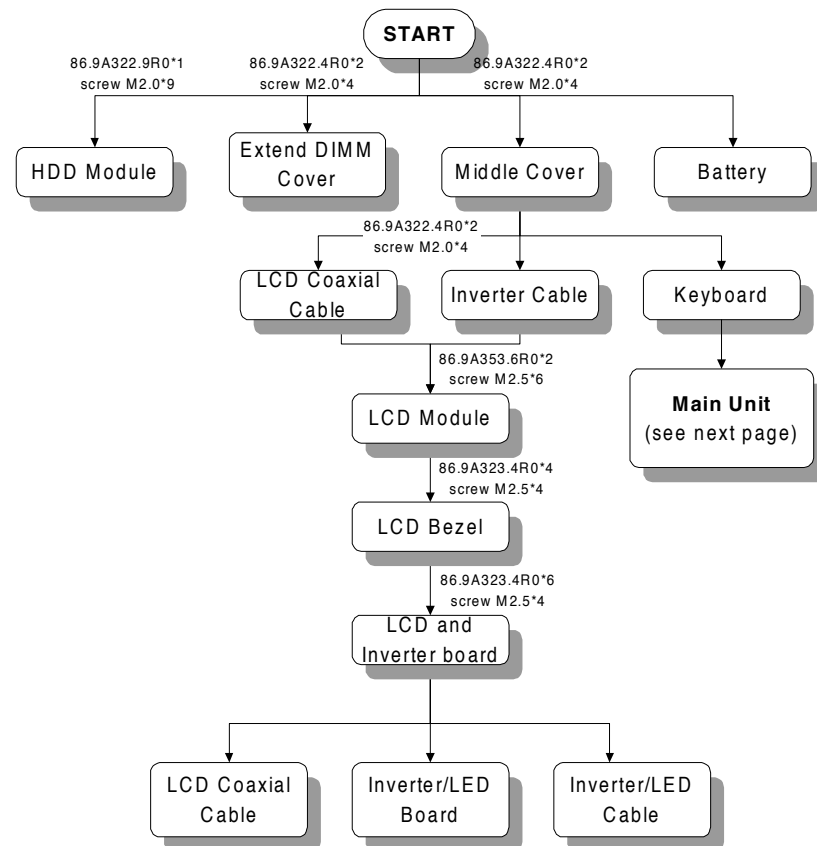 START
86.9A322.9R0*1
screw M2.0*9
86.9A322.4R0*2
screw M2.0*4
86.9A322.4R0*2
screw M2.0*4
HDD Module
Extend DIMM
Cover
Middle Cover
Battery
86.9A322.4R0*2
screw M2.0*4
LCD Coaxial
Cable
Inverter Cable
Keyboard
86.9A353.6R0*2
screw M2.5*6
LCD Module
Main Unit
(see next page)
86.9A323.4R0*4
screw M2.5*4
LCD Bezel
86.9A323.4R0*6
screw M2.5*4
LCD and
Inverter board
LCD Coaxial
Cable
Inverter/LED
Board
Inverter/LED
Cable